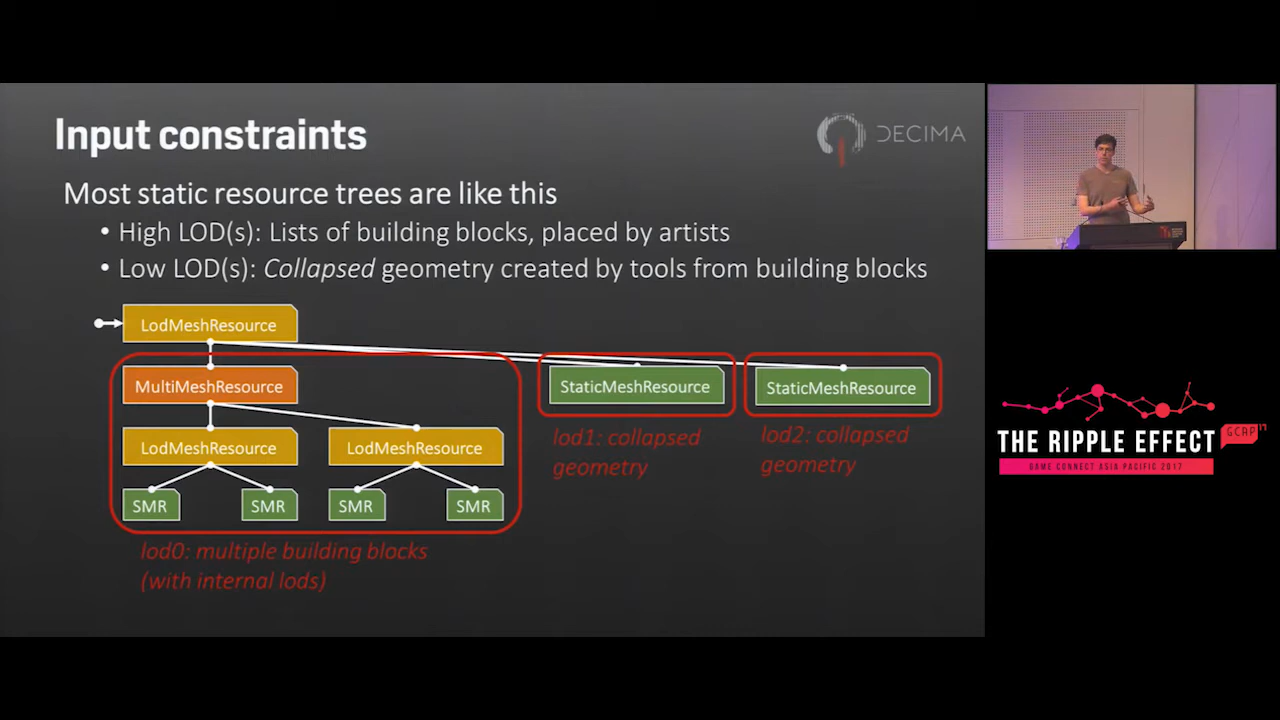 Input constraints
DECIMA
Most static resource trees are like this
• High LOD(s): Lists of building blocks, placed by artists
• Low LOD(s): Collapsed geometry created by tools from building blocks
LodMeshResource
MultiMeshResource
StaticMeshResource
StaticMeshResource
LodMeshResource
LodMeshResource
SMR
SMR
SMR
SMR
lod0: multiple building blocks
(with internal lods)
lod1: collapsed
geometry
lod2: collapsed
geometry
THE RIPPLE EFFECT
GCAP17
GAME CONNECT ASIA PACIFIC 2017